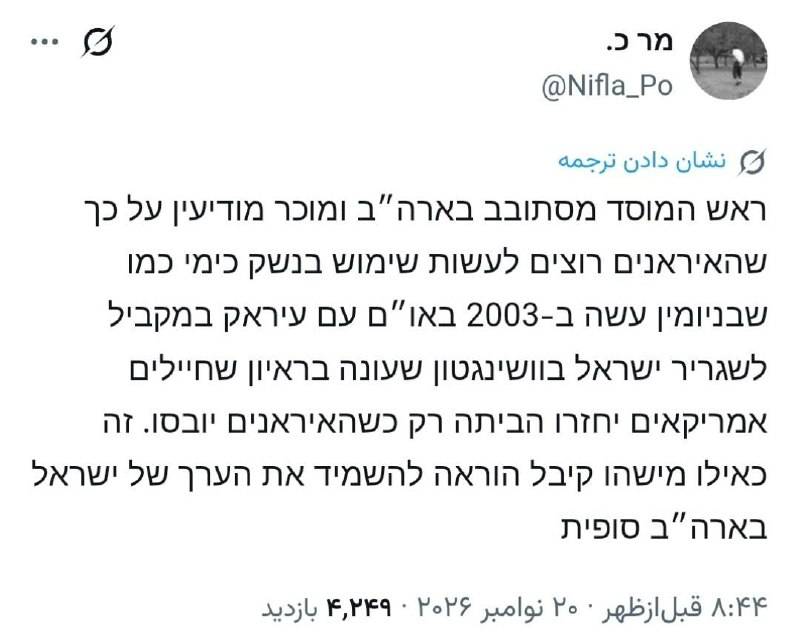 מר כ.
@Nifla_Po
نشان دادن ترجمه
ראש המוסד מסתובב בארה״ב ומוכר מודיעין על כך
שהאיראנים רוצים לעשות שימוש בנשק כימי כמו
שבניומין עשה ב-2003 באו״ם עם עיראק במקביל
לשגריר ישראל בוושינגטון שעונה בראיון שחיילים
אמריקאים יחזרו הביתה רק כשהאיראנים יובסו. זה
כאילו מישהו קיבל הוראה להשמיד את הערך של ישראל
בארה״ב סופית
۸:۴۴ قبل‌ازظهر · ۲۰ نوامبر ۲۰۲۶ · ۴,۲۴۹ بازدید